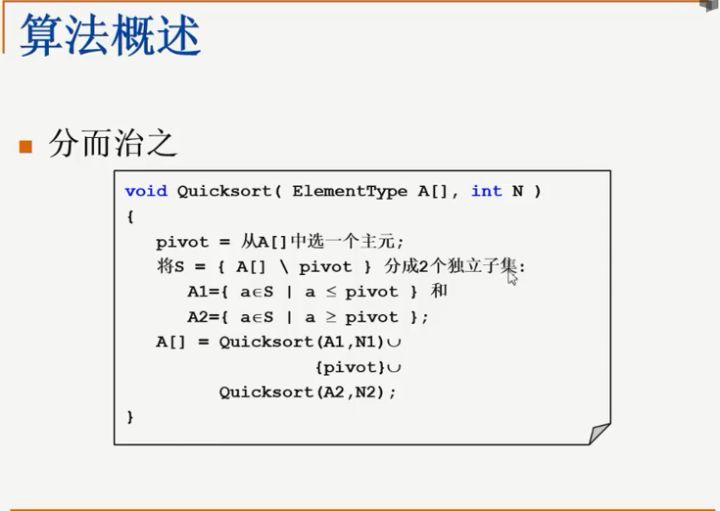 算法概述
分而治之
void Quicksort( ElementType A[], int N )
{
pivot = 从A[]中选一个主元;
将S = { A[] \ pivot } 分成2个独立子集:
A1={ a∈S | a ≤ pivot } 和
A2={ a∈S | a ≥ pivot };
A[] = Quicksort(A1,N1)∪
{pivot}∪
Quicksort(A2,N2);
}